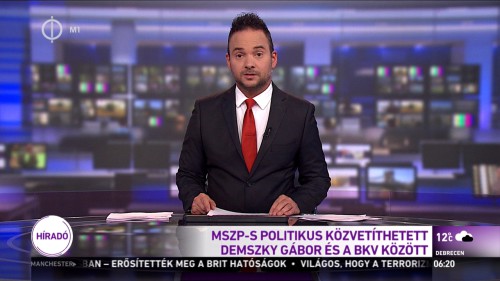 M1
MSZP-S POLITIKUS KÖZVETÍTHETETT
DEMSZKY GÁBOR ÉS A BKV KÖZÖTT
HÍRADÓ
12°C
DEBRECEN
MANCHESTER BAN – ERŐSÍTETTÉK MEG A BRIT HATÓSÁGOK • VILÁGOS, HOGY A TERRORIZ 06:20